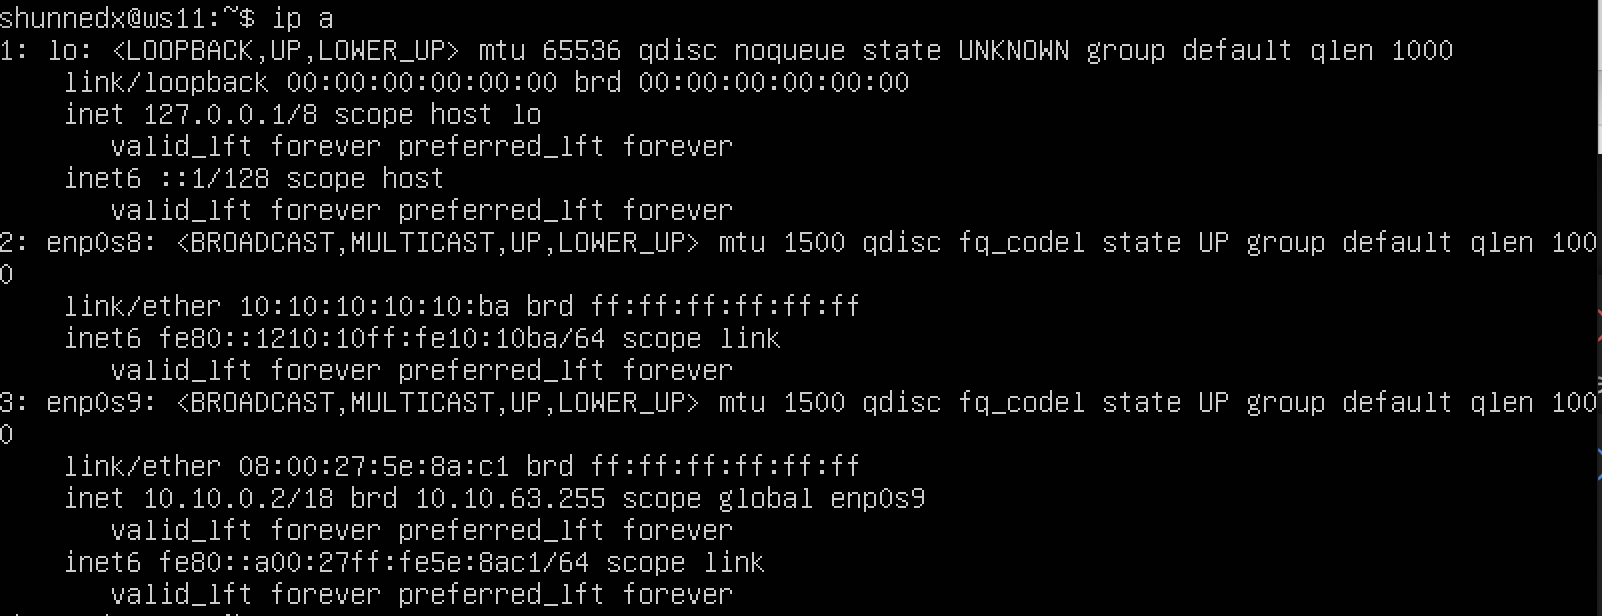 shunnedx@ws11:~$ ip a
1: lo: <LOOPBACK,UP,LOWER_UP> mtu 65536 qdisc noqueue state UNKNOWN group default qlen 1000
    link/loopback 00:00:00:00:00:00 brd 00:00:00:00:00:00
    inet 127.0.0.1/8 scope host lo
       valid_lft forever preferred_lft forever
    inet6 ::1/128 scope host
       valid_lft forever preferred_lft forever
2: enp0s8: <BROADCAST,MULTICAST,UP,LOWER_UP> mtu 1500 qdisc fq_codel state UP group default qlen 100
0
    link/ether 10:10:10:10:10:ba brd ff:ff:ff:ff:ff:ff
    inet6 fe80::1210:10ff:fe10:10ba/64 scope link
       valid_lft forever preferred_lft forever
3: enp0s9: <BROADCAST,MULTICAST,UP,LOWER_UP> mtu 1500 qdisc fq_codel state UP group default qlen 100
0
    link/ether 08:00:27:5e:8a:c1 brd ff:ff:ff:ff:ff:ff
    inet 10.10.0.2/18 brd 10.10.63.255 scope global enp0s9
       valid_lft forever preferred_lft forever
    inet6 fe80::a00:27ff:fe5e:8ac1/64 scope link
       valid_lft forever preferred_lft forever